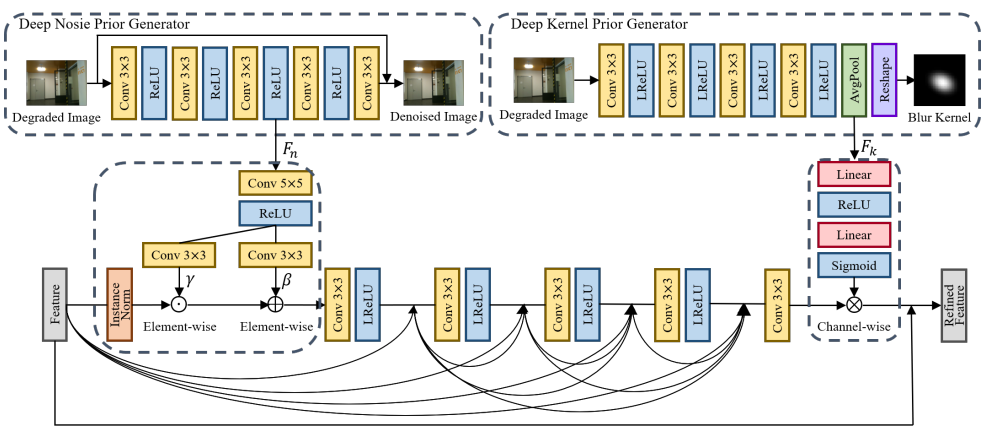 Deep Nosie Prior Generator
Degraded Image
Conv 3×3
ReLU
Conv 3×3
ReLU
Conv 3×3
ReLU
Conv 3×3
ReLU
Conv 3×3
Denoised Image
Deep Kernel Prior Generator
Degraded Image
Conv 3×3
LReLU
Conv 3×3
LReLU
Conv 3×3
LReLU
Conv 3×3
LReLU
AvgPool
Reshape
Blur Kernel
Fn
Conv 5×5
ReLU
Conv 3×3
Conv 3×3
γ
β
Fk
Linear
ReLU
Linear
Sigmoid
Feature
Instance
Norm
Element-wise
Element-wise
Conv 3×3
LReLU
Conv 3×3
LReLU
Conv 3×3
LReLU
Conv 3×3
LReLU
Conv 3×3
Channel-wise
Refined
Feature